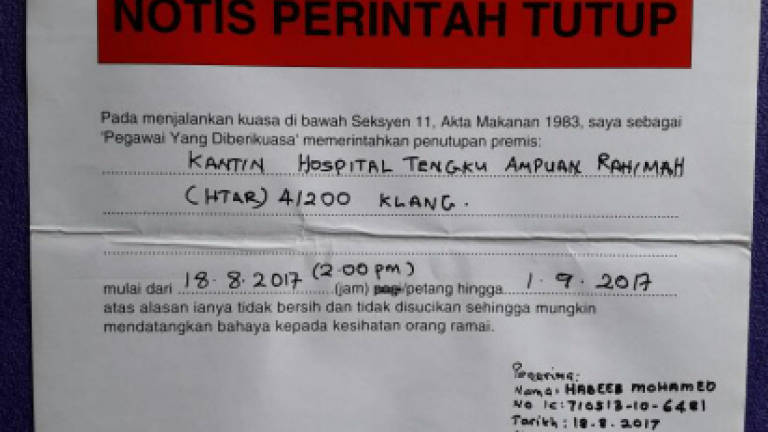 NOTIS PERINTAH TUTUP
Pada menjalankan kuasa di bawah Seksyen 11, Akta Makanan 1983, saya sebagai
'Pegawai Yang Diberikuasa' memerintahkan penutupan premis:
KANTIN HOSPITAL TENGKU AMPUAN RAHIMAH
(HTAR) 41200 KLANG.
mulai dari 18.8.2017 (2.00 pm) (jam) pagi/petang hingga 1.9.2017
atas alasan ianya tidak bersih dan tidak disucikan sehingga mungkin
mendatangkan bahaya kepada kesihatan orang ramai.
Nama: HABEEB MOHAMED
No IC: 710513-10-6481
Tarikh: 18-8-2017